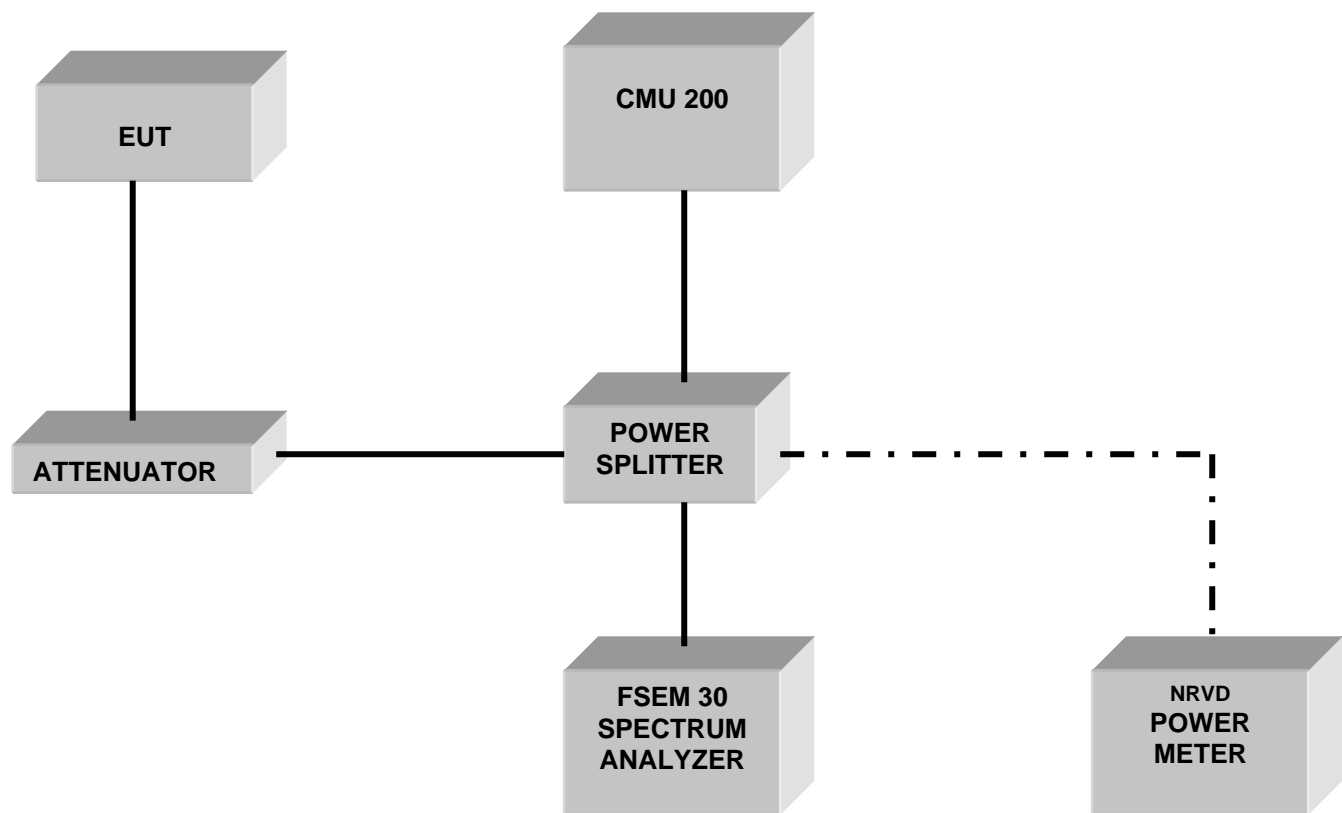 EUT
CMU 200
ATTENUATOR
POWER
SPLITTER
FSEM 30
SPECTRUM
ANALYZER
NRVD
POWER
METER